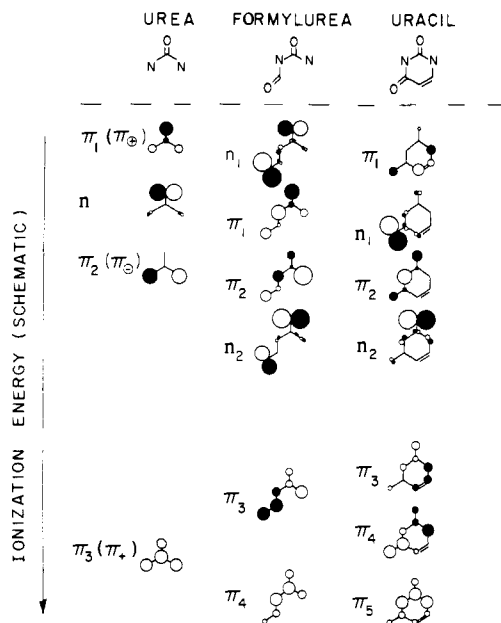 UREA FORMYLUREA URACIL
O O O
N N N N N N
O O
π₁ (π⊕) n₁ π₁
n π₁ n₁
π₂ (π⊖) π₂ π₂
n₂ n₂
π₃ π₃
π₃ (π₊) π₄
π₄ π₅
IONIZATION ENERGY (SCHEMATIC)